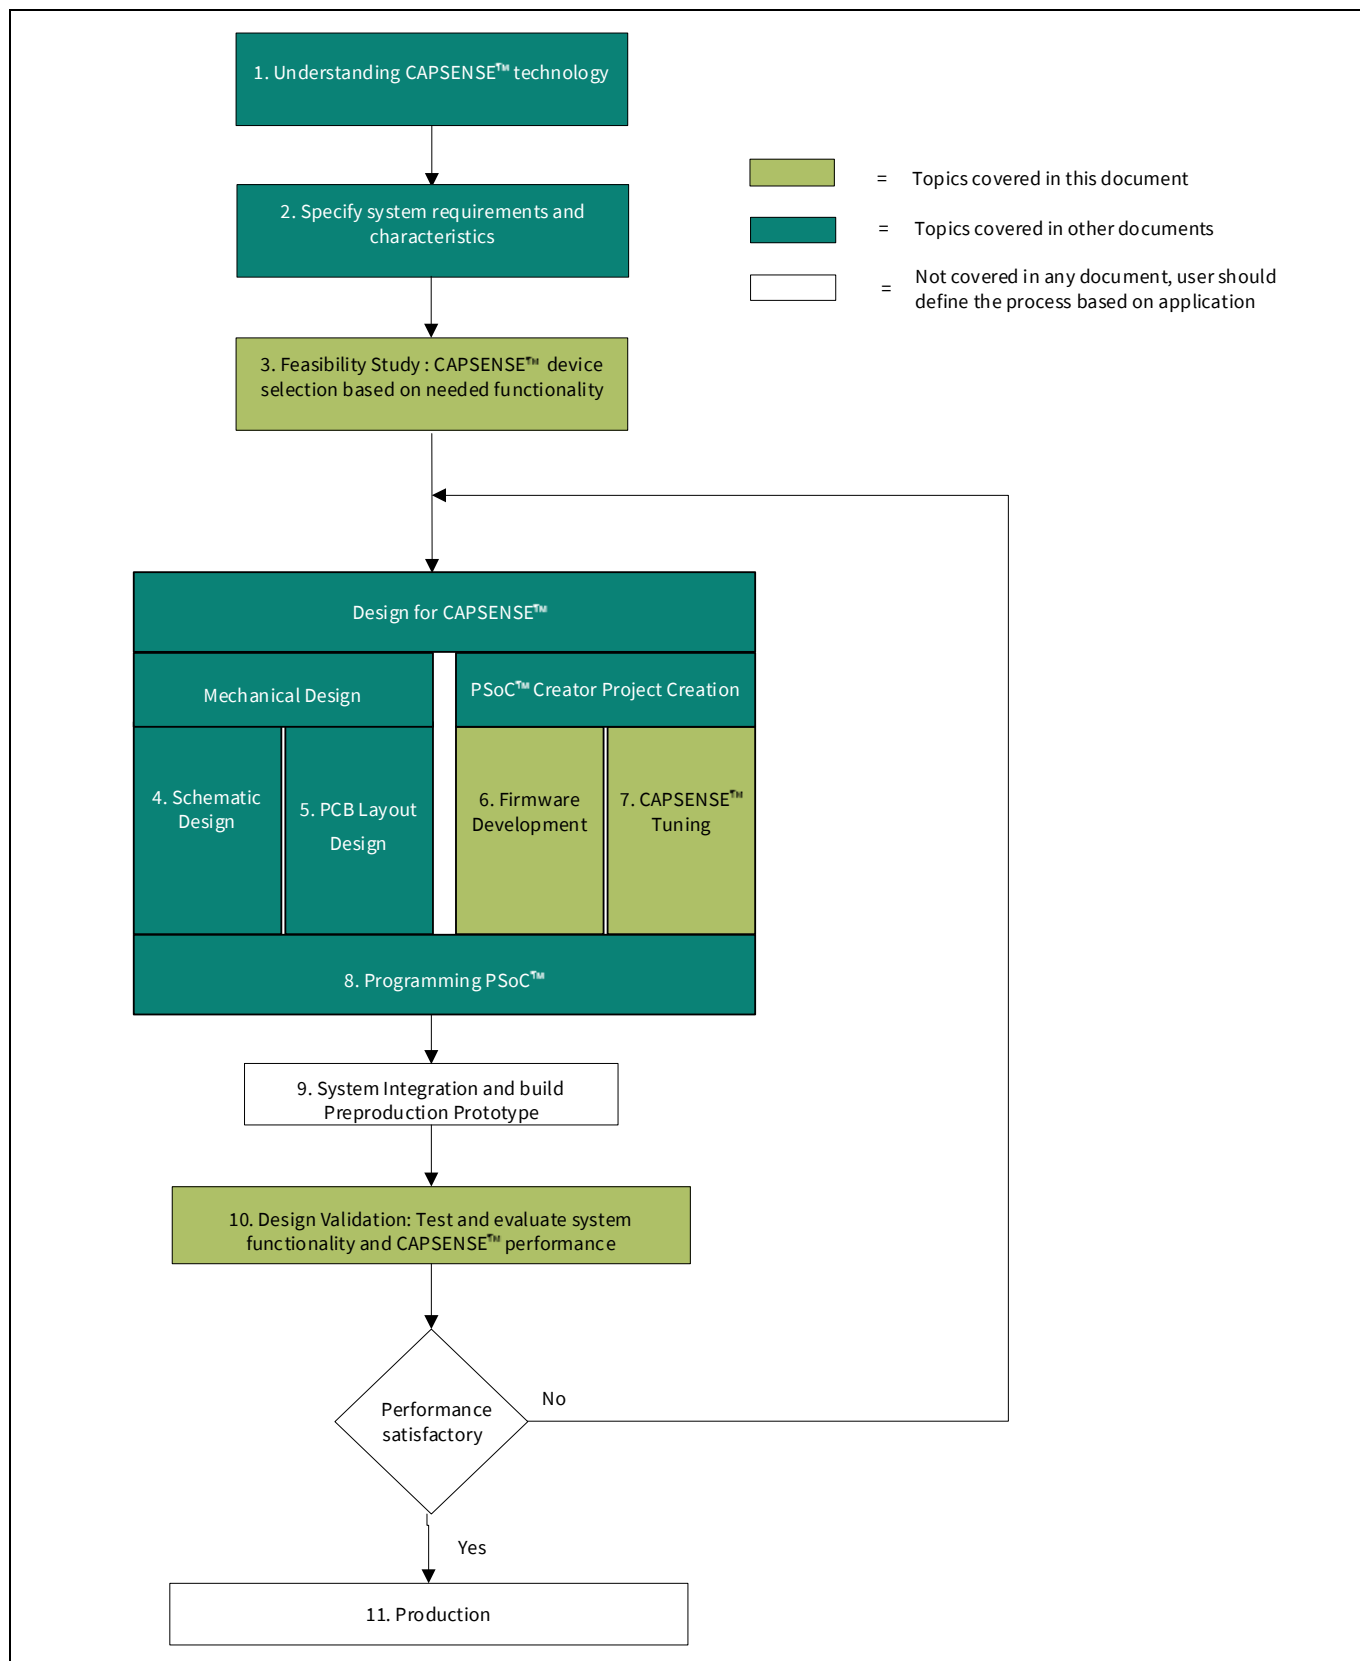 1. Understanding CAPSENSE™ technology
2. Specify system requirements and
characteristics
= Topics covered in this document
= Topics covered in other documents
= Not covered in any document, user should
define the process based on application
3. Feasibility Study : CAPSENSE™ device
selection based on needed functionality
Design for CAPSENSE™
Mechanical Design
PSoC™ Creator Project Creation
4. Schematic
Design
5. PCB Layout
Design
6. Firmware
Development
7. CAPSENSE™
Tuning
8. Programming PSoC™
9. System Integration and build
Preproduction Prototype
10. Design Validation: Test and evaluate system
functionality and CAPSENSE™ performance
Performance
satisfactory
No
Yes
11. Production